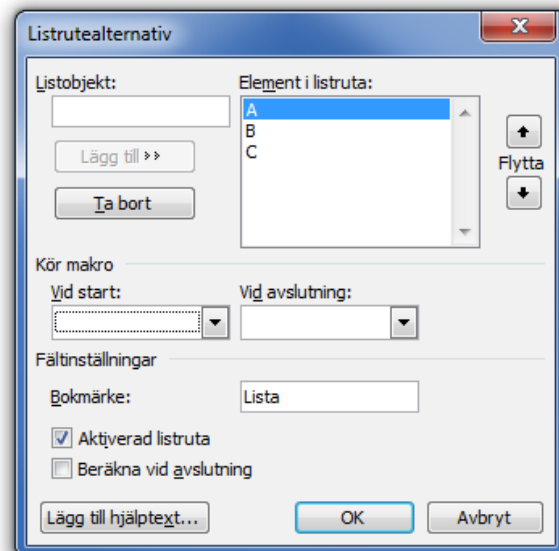 Listrutealternativ
Listobjekt:
Element i listruta:
A
B
C
Lägg till
Ta bort
Flytta
Kör makro
Vid start:
Vid avslutning:
Fältinställningar
Bokmärke:
Lista
Aktiverad listruta
Beräkna vid avslutning
Lägg till hjälptext...
OK
Avbryt